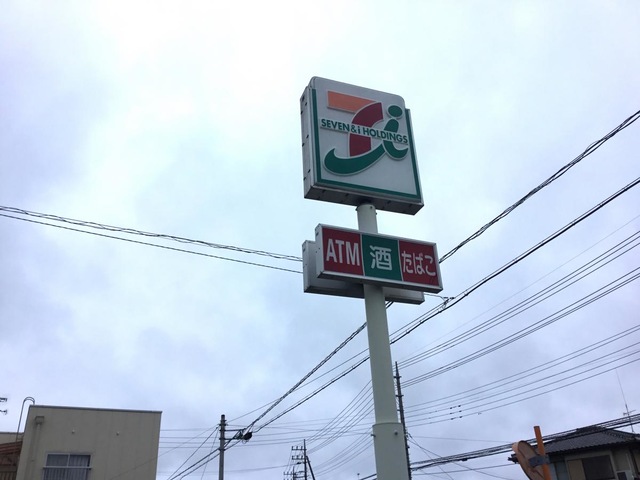 SEVEN & i HOLDINGS
ATM 酒 たばこ